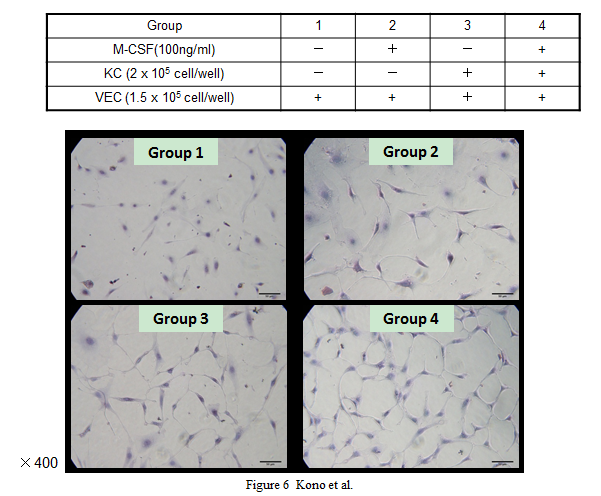 Group 1 2 3 4
M-CSF(100ng/ml) − + − +
KC (2 x 10⁵ cell/well) − − + +
VEC (1.5 x 10⁵ cell/well) + + + +
Group 1 Group 2
Group 3 Group 4
×400
Figure 6 Kono et al.